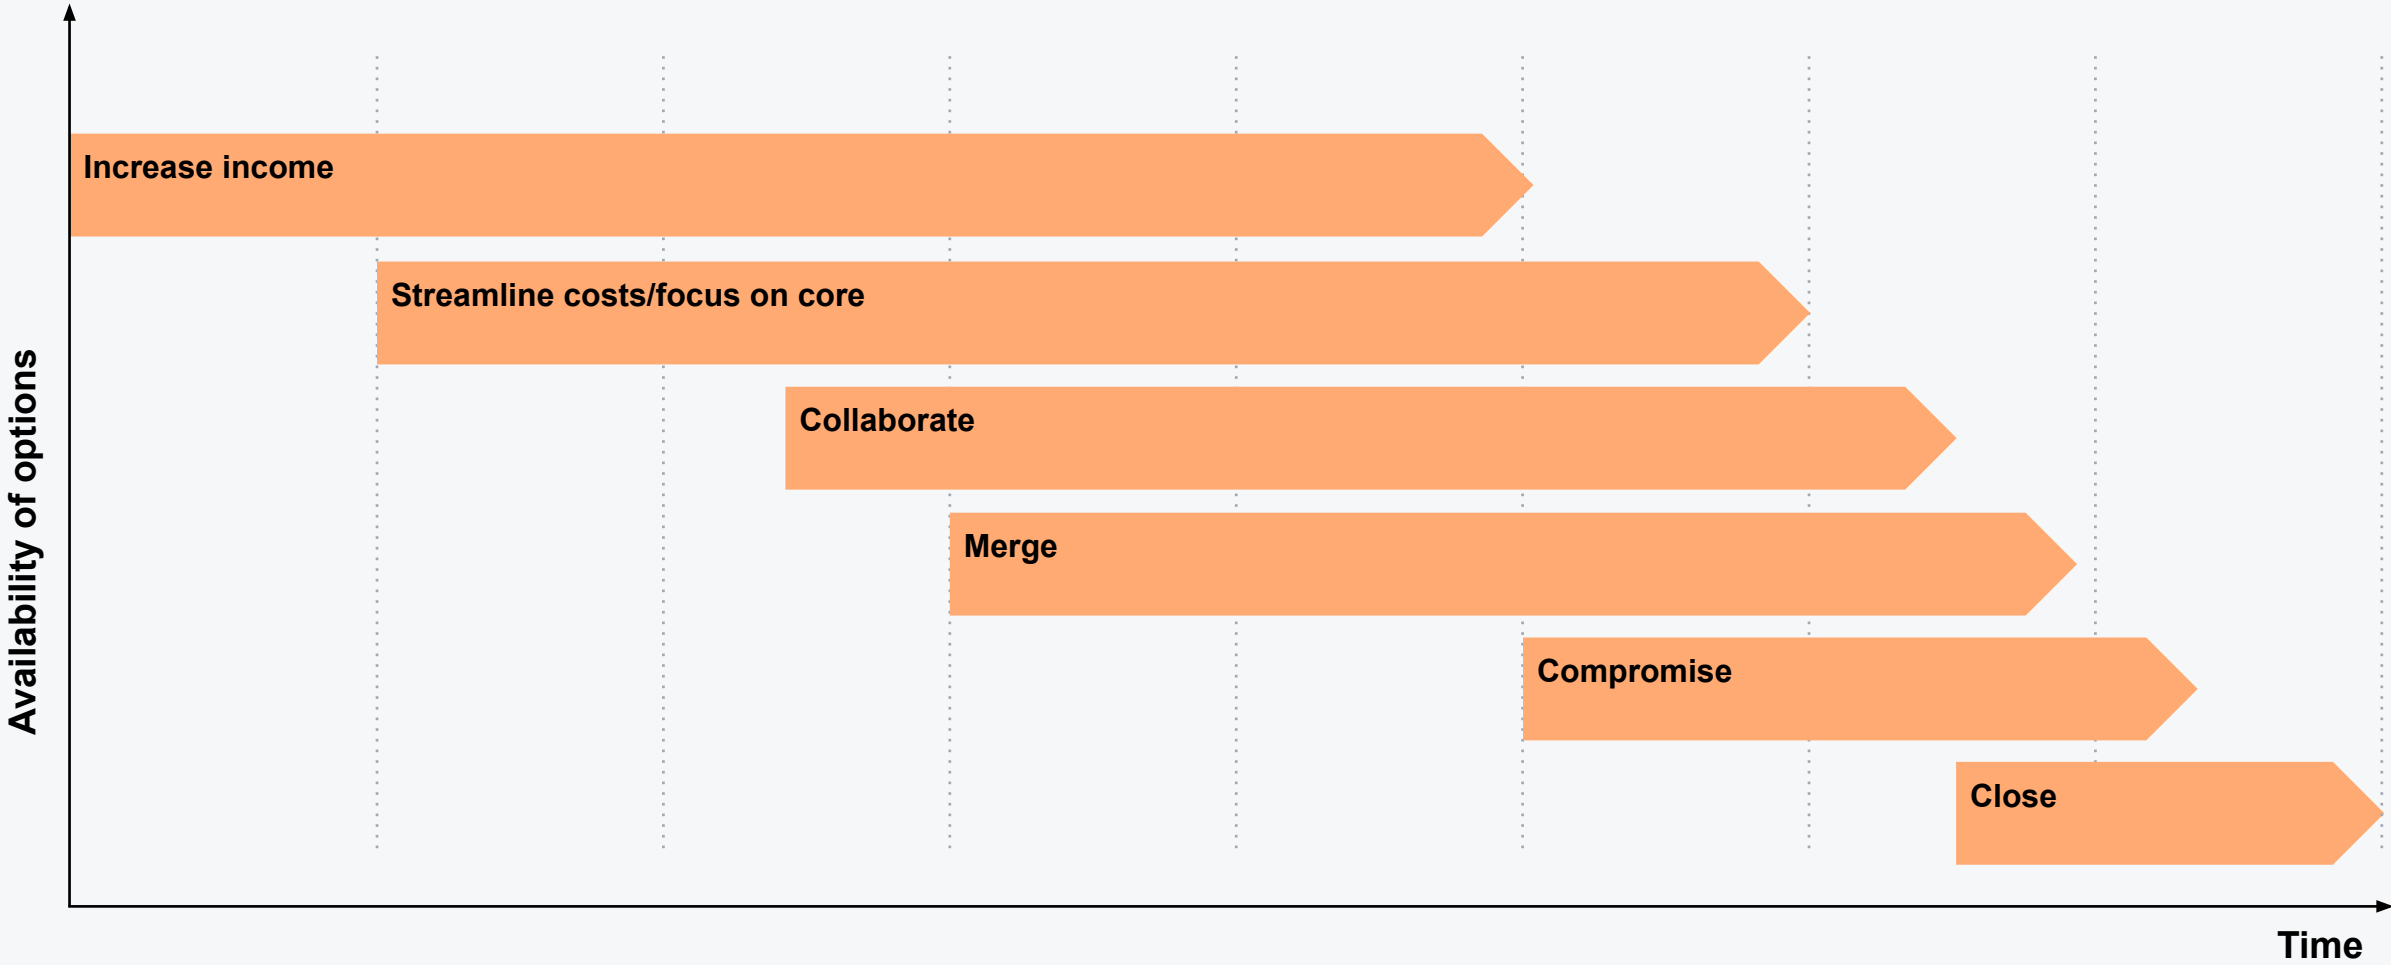 Increase income
Streamline costs/focus on core
Collaborate
Merge
Compromise
Close
Availability of options
Time